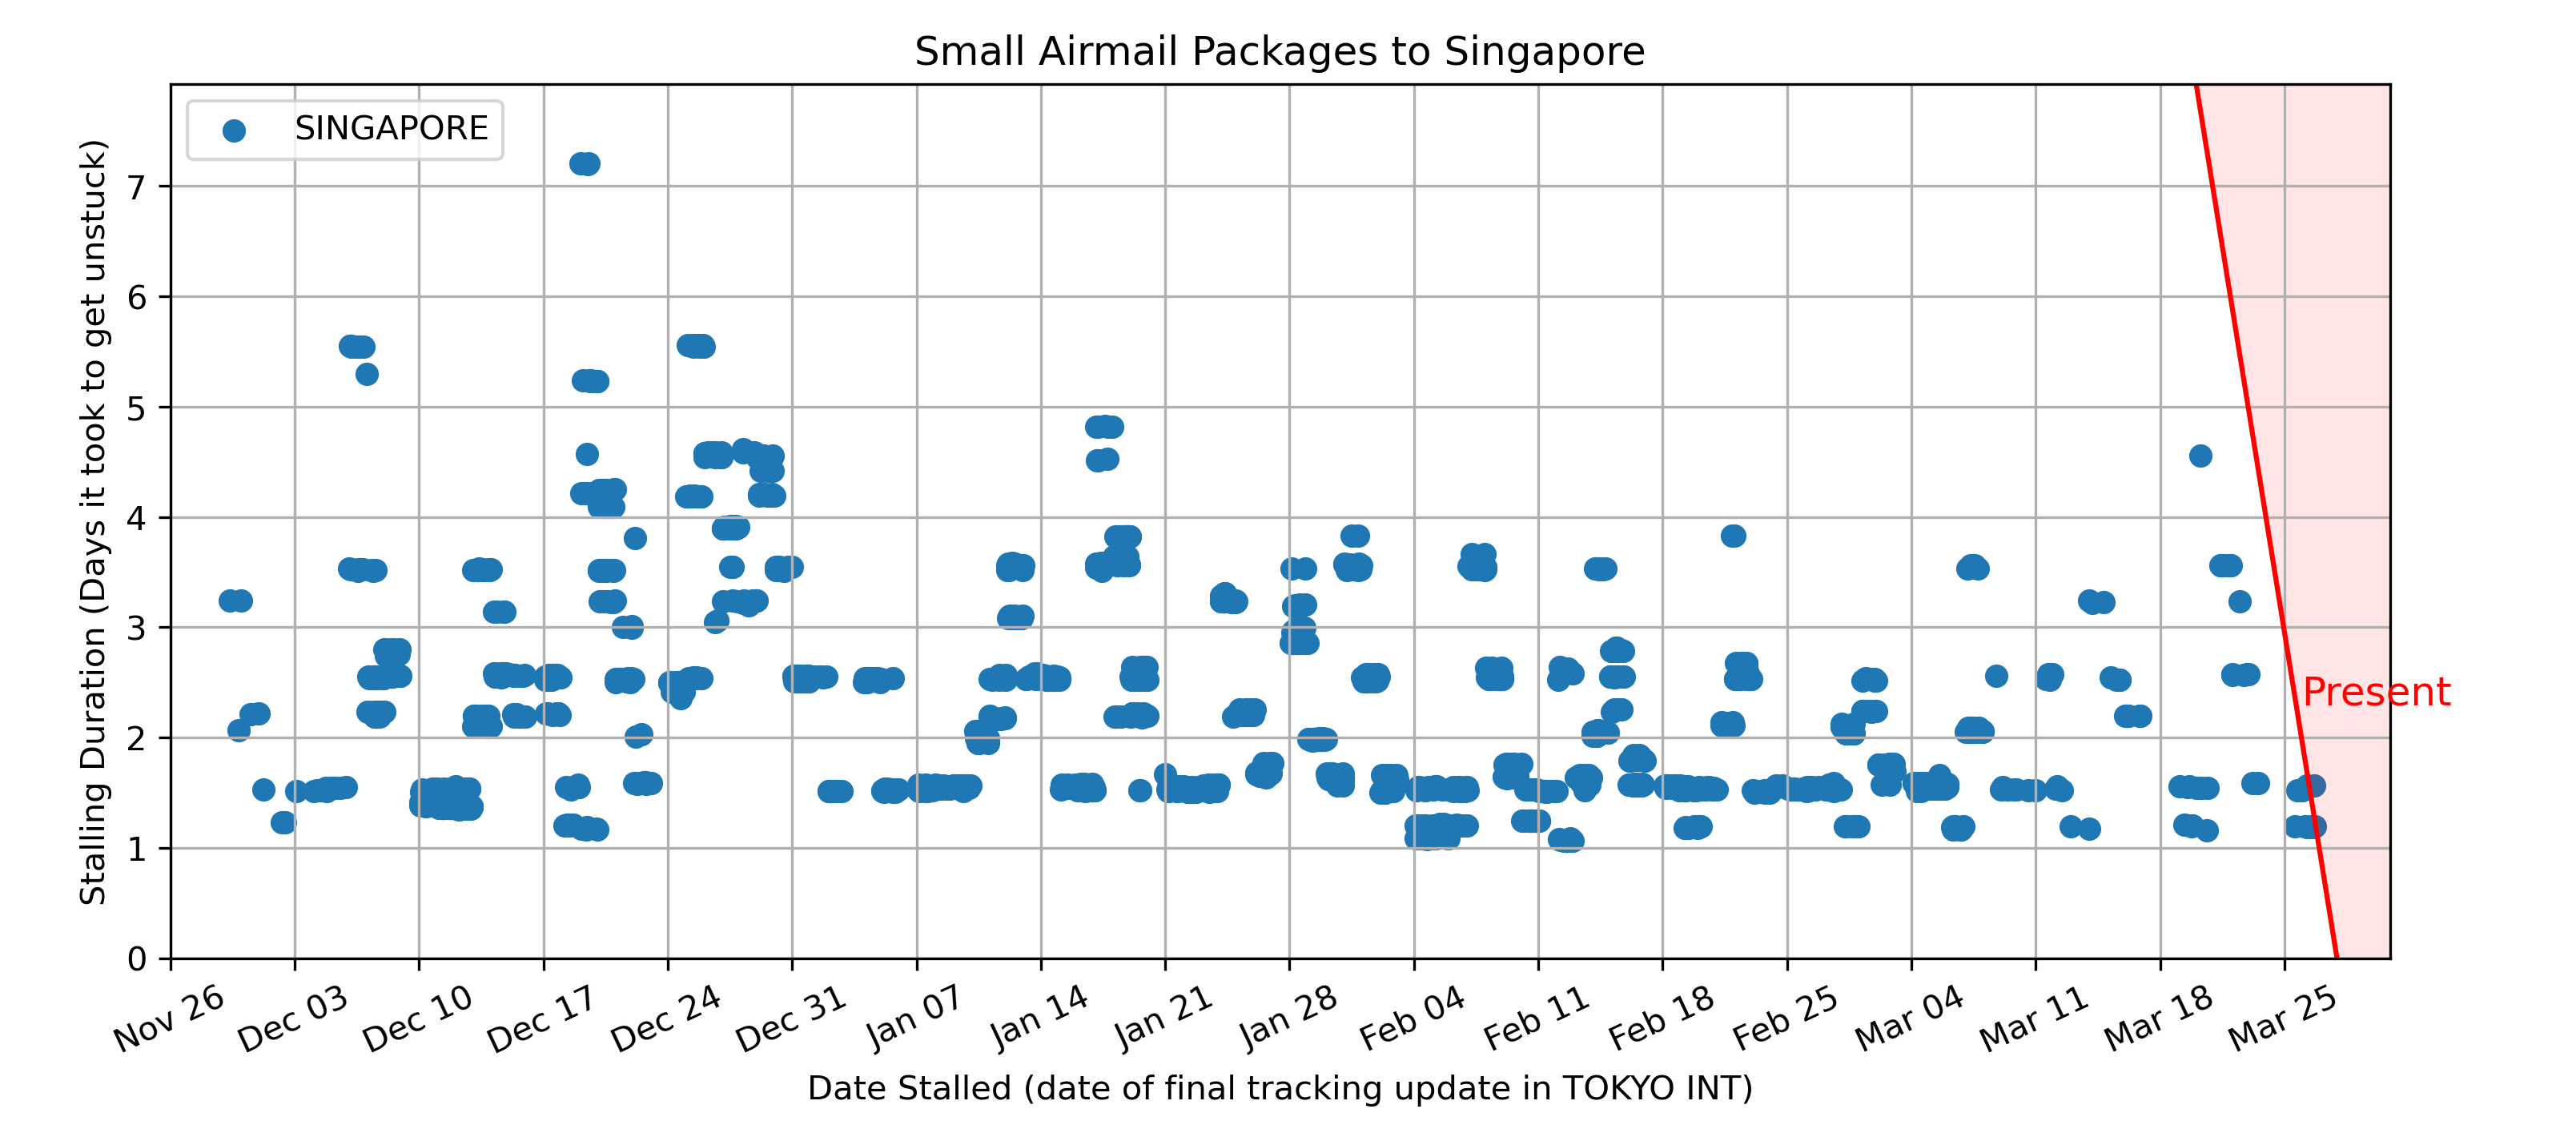 Small Airmail Packages to Singapore
SINGAPORE
Stalling Duration (Days it took to get unstuck)
7
6
5
4
3
2
1
0
Present
Nov 26
Dec 03
Dec 10
Dec 17
Dec 24
Dec 31
Jan 07
Jan 14
Jan 21
Jan 28
Feb 04
Feb 11
Feb 18
Feb 25
Mar 04
Mar 11
Mar 18
Mar 25
Date Stalled (date of final tracking update in TOKYO INT)